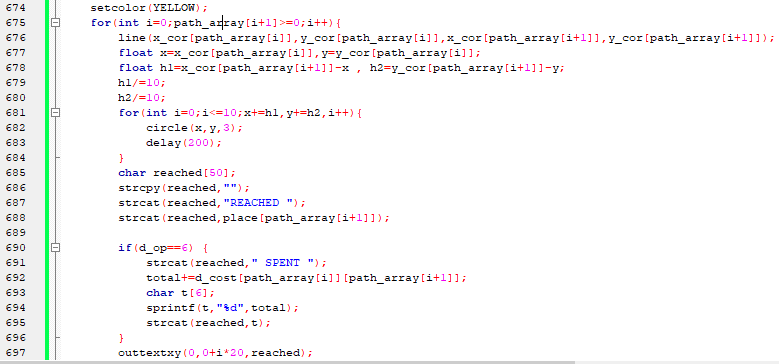 674 setcolor(YELLOW);
675 for(int i=0;path_array[i+1]>=0;i++){
676 line(x_cor[path_array[i]],y_cor[path_array[i]],x_cor[path_array[i+1]],y_cor[path_array[i+1]]);
677 float x=x_cor[path_array[i]],y=y_cor[path_array[i]];
678 float h1=x_cor[path_array[i+1]]-x , h2=y_cor[path_array[i+1]]-y;
679 h1/=10;
680 h2/=10;
681 for(int i=0;i<=10;x+=h1,y+=h2,i++){
682 circle(x,y,3);
683 delay(200);
684 }
685 char reached[50];
686 strcpy(reached,"");
687 strcat(reached,"REACHED ");
688 strcat(reached,place[path_array[i+1]]);
689
690 if(d_op==6) {
691 strcat(reached," SPENT ");
692 total+=d_cost[path_array[i]][path_array[i+1]];
693 char t[6];
694 sprintf(t,"%d",total);
695 strcat(reached,t);
696 }
697 outtextxy(0,0+i*20,reached);